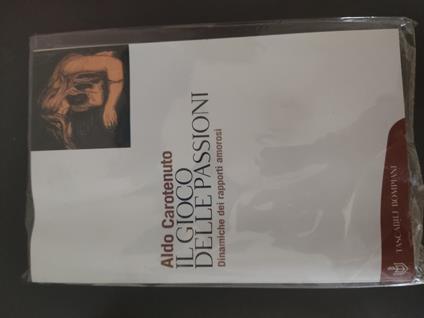 Aldo Carotenuto
IL GIOCO
DELLE PASSIONI
Dinamiche dei rapporti amorosi
TASCABILI BOMPIANI